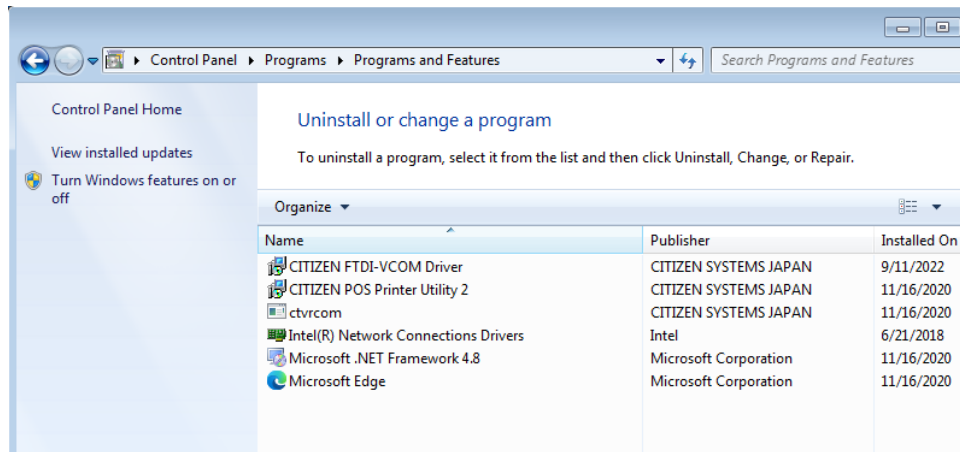 Control Panel Programs Programs and Features Search Programs and Features
Control Panel Home
View installed updates
Turn Windows features on or
off
Uninstall or change a program
To uninstall a program, select it from the list and then click Uninstall, Change, or Repair.
Organize
Name Publisher Installed On
CITIZEN FTDI-VCOM Driver CITIZEN SYSTEMS JAPAN 9/11/2022
CITIZEN POS Printer Utility 2 CITIZEN SYSTEMS JAPAN 11/16/2020
ctvrcom CITIZEN SYSTEMS JAPAN 11/16/2020
Intel(R) Network Connections Drivers Intel 6/21/2018
Microsoft .NET Framework 4.8 Microsoft Corporation 11/16/2020
Microsoft Edge Microsoft Corporation 11/16/2020